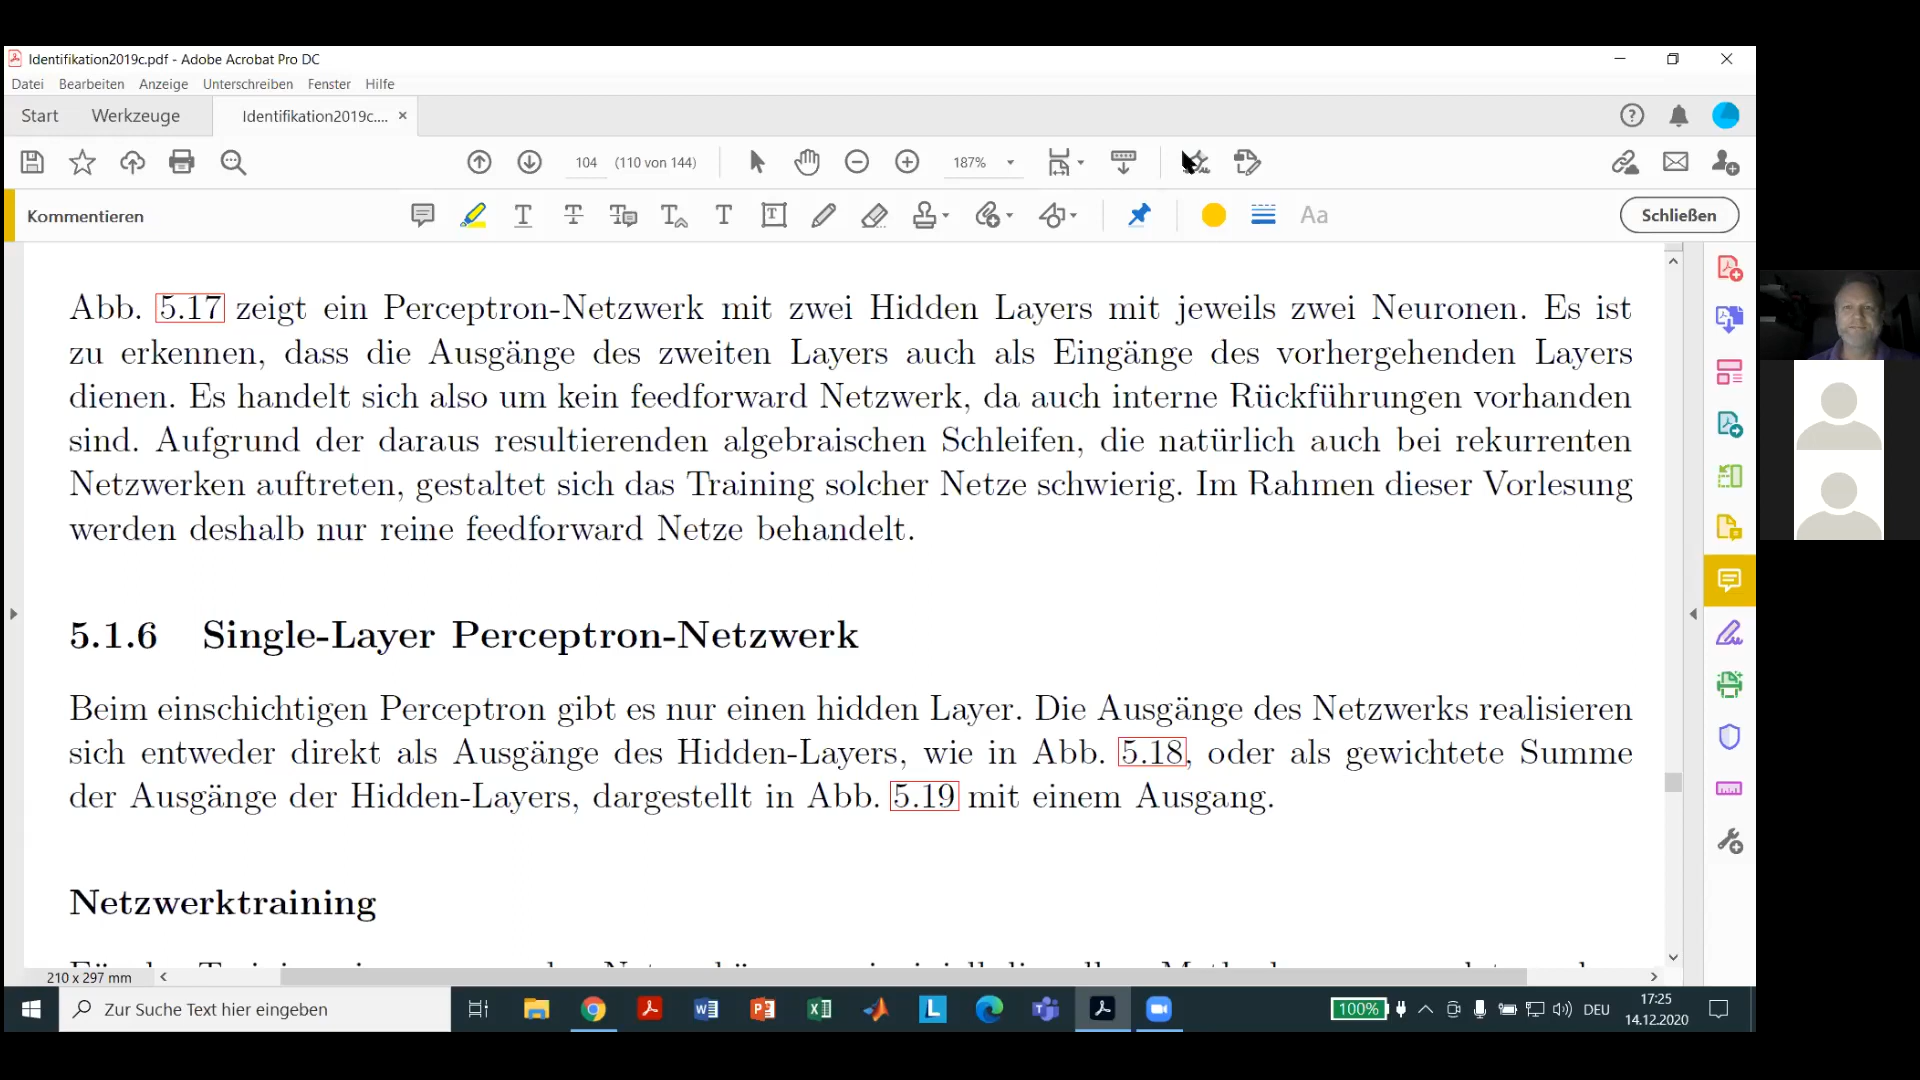 Identifikation2019c.pdf - Adobe Acrobat Pro DC
Datei Bearbeiten Anzeige Unterschreiben Fenster Hilfe
Start Werkzeuge Identifikation2019c.... ×
104 (110 von 144) 187%
Kommentieren Aa Schließen
Abb. 5.17 zeigt ein Perceptron-Netzwerk mit zwei Hidden Layers mit jeweils zwei Neuronen. Es ist
zu erkennen, dass die Ausgänge des zweiten Layers auch als Eingänge des vorhergehenden Layers
dienen. Es handelt sich also um kein feedforward Netzwerk, da auch interne Rückführungen vorhanden
sind. Aufgrund der daraus resultierenden algebraischen Schleifen, die natürlich auch bei rekurrenten
Netzwerken auftreten, gestaltet sich das Training solcher Netze schwierig. Im Rahmen dieser Vorlesung
werden deshalb nur reine feedforward Netze behandelt.
5.1.6 Single-Layer Perceptron-Netzwerk
Beim einschichtigen Perceptron gibt es nur einen hidden Layer. Die Ausgänge des Netzwerks realisieren
sich entweder direkt als Ausgänge des Hidden-Layers, wie in Abb. 5.18, oder als gewichtete Summe
der Ausgänge der Hidden-Layers, dargestellt in Abb. 5.19 mit einem Ausgang.
Netzwerktraining
210 x 297 mm
Zur Suche Text hier eingeben
100% DEU 17:25
14.12.2020